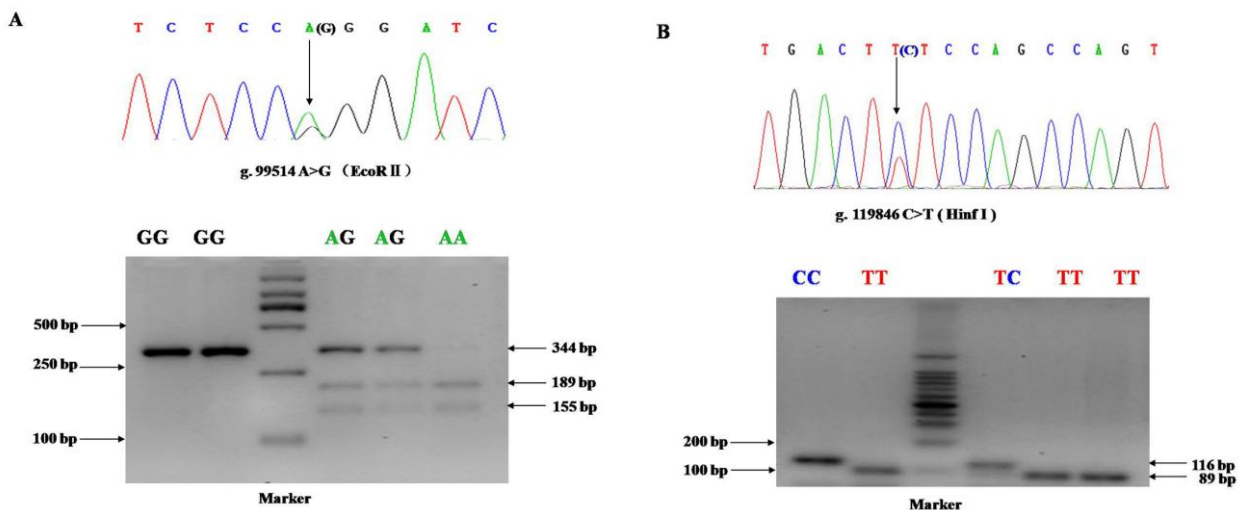 A
T C T C C A(G) G G A T C
g. 99514 A>G （EcoR Ⅱ）
GG GG AG AG AA
500 bp
250 bp
100 bp
344 bp
189 bp
155 bp
Marker
B
T G A C T T(C) T C C A G C C A G T
g. 119846 C>T ( Hinf I )
CC TT TC TT TT
200 bp
100 bp
116 bp
89 bp
Marker